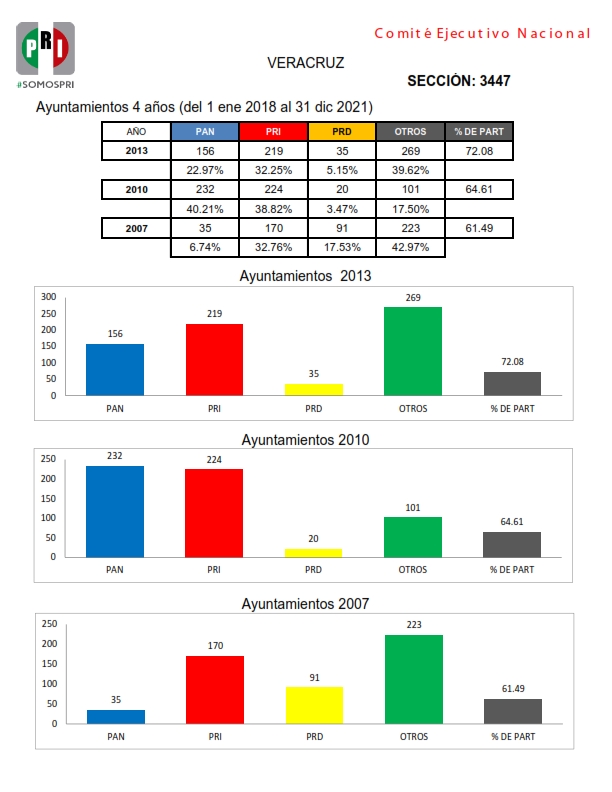 Comité Ejecutivo Nacional
PRI
#SOMOSPRI
VERACRUZ
SECCIÒN: 3447
Ayuntamientos 4 años (del 1 ene 2018 al 31 dic 2021)
AÑO PAN PRI PRD OTROS % DE PART
2013 156 219 35 269 72.08
22.97% 32.25% 5.15% 39.62%
2010 232 224 20 101 64.61
40.21% 38.82% 3.47% 17.50%
2007 35 170 91 223 61.49
6.74% 32.76% 17.53% 42.97%
Ayuntamientos 2013
300
250
200
150
100
50
0
156 219 35 269 72.08
PAN PRI PRD OTROS % DE PART
Ayuntamientos 2010
250
200
150
100
50
0
232 224 20 101 64.61
PAN PRI PRD OTROS % DE PART
Ayuntamientos 2007
250
200
150
100
50
0
35 170 91 223 61.49
PAN PRI PRD OTROS % DE PART